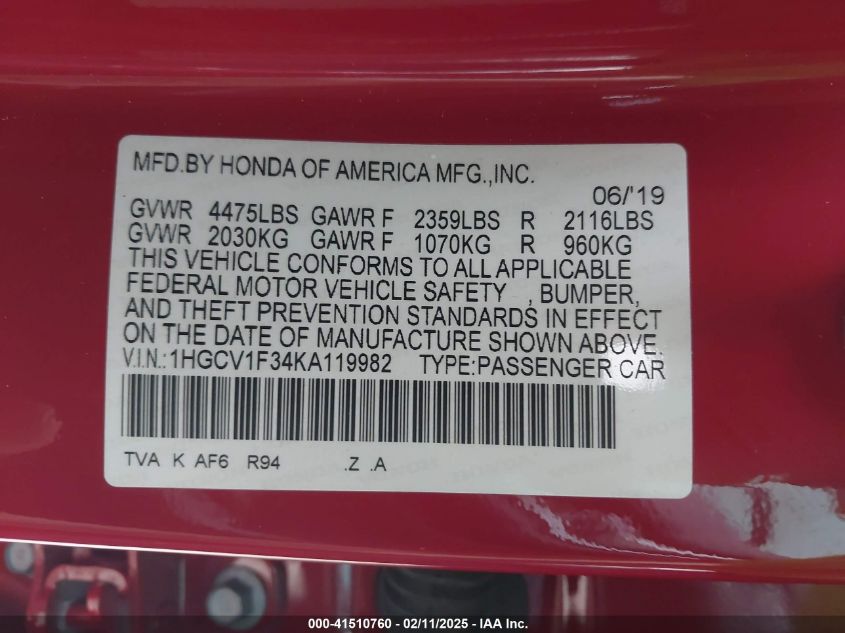 MFD.BY HONDA OF AMERICA MFG.,INC.
06/'19
GVWR 4475LBS GAWR F 2359LBS R 2116LBS
GVWR 2030KG GAWR F 1070KG R 960KG
THIS VEHICLE CONFORMS TO ALL APPLICABLE
FEDERAL MOTOR VEHICLE SAFETY , BUMPER,
AND THEFT PREVENTION STANDARDS IN EFFECT
ON THE DATE OF MANUFACTURE SHOWN ABOVE.
V.I.N.:1HGCV1F34KA119982 TYPE:PASSENGER CAR
TVA K AF6 R94 .Z .A
000-41510760 - 02/11/2025 - IAA Inc.